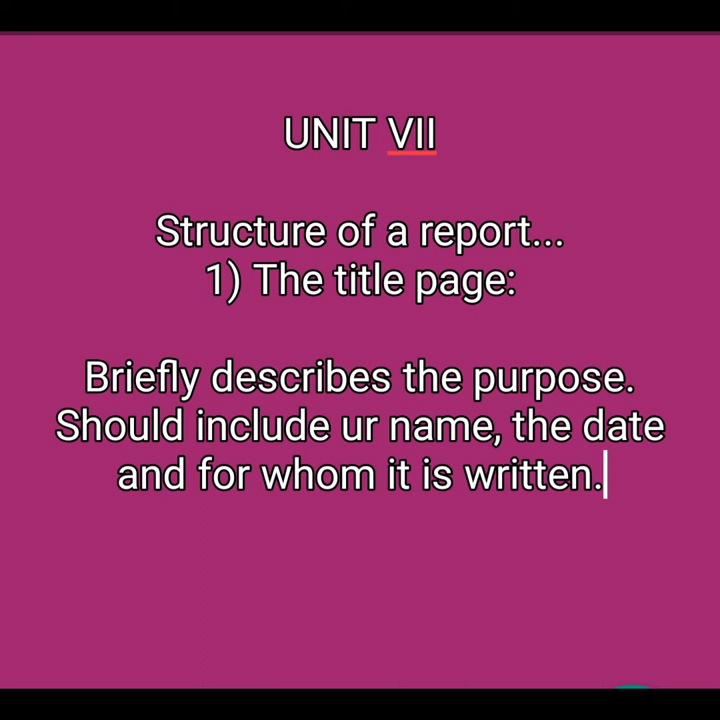 UNIT VII
Structure of a report...
1) The title page:
Briefly describes the purpose.
Should include ur name, the date
and for whom it is written.